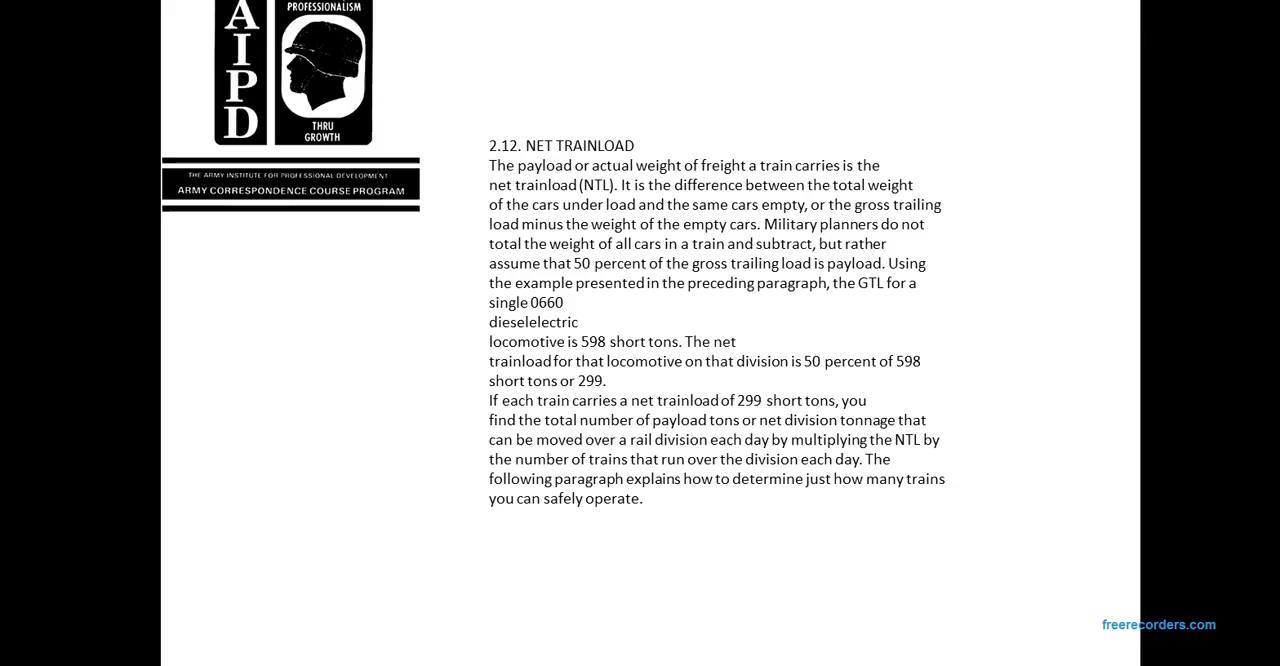 A
I
P
D
PROFESSIONALISM
THRU
GROWTH
THE ARMY INSTITUTE FOR PROFESSIONAL DEVELOPMENT
ARMY CORRESPONDENCE COURSE PROGRAM
2.12. NET TRAINLOAD
The payload or actual weight of freight a train carries is the
net trainload (NTL). It is the difference between the total weight
of the cars under load and the same cars empty, or the gross trailing
load minus the weight of the empty cars. Military planners do not
total the weight of all cars in a train and subtract, but rather
assume that 50 percent of the gross trailing load is payload. Using
the example presented in the preceding paragraph, the GTL for a
single 0660
dieselelectric
locomotive is 598 short tons. The net
trainload for that locomotive on that division is 50 percent of 598
short tons or 299.
If each train carries a net trainload of 299 short tons, you
find the total number of payload tons or net division tonnage that
can be moved over a rail division each day by multiplying the NTL by
the number of trains that run over the division each day. The
following paragraph explains how to determine just how many trains
you can safely operate.
freerecorders.com